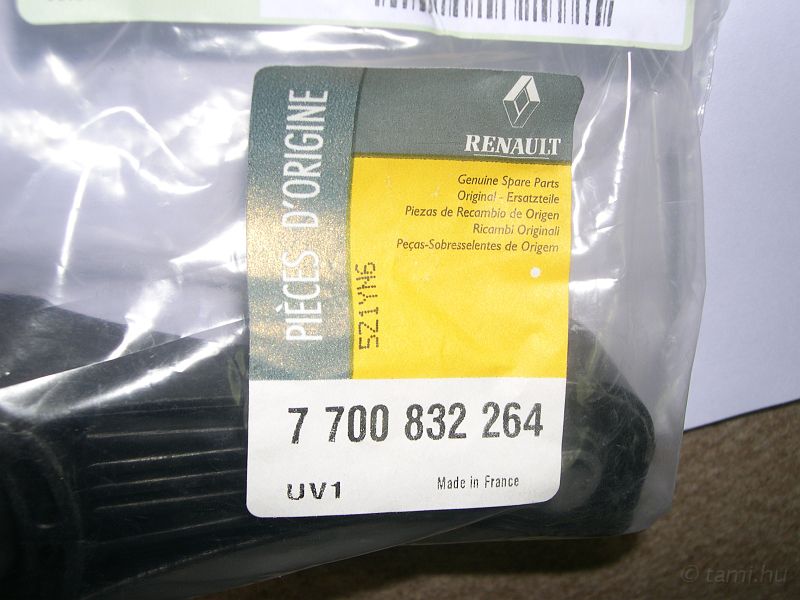 RENAULT
PIÈCES D'ORIGINE
Genuine Spare Parts
Original - Ersatzteile
Piezas de Recambio de Origen
Ricambi Originali
Peças-Sobresselentes de Origem
521YW6
7 700 832 264
UV1
Made in France
© tami.hu